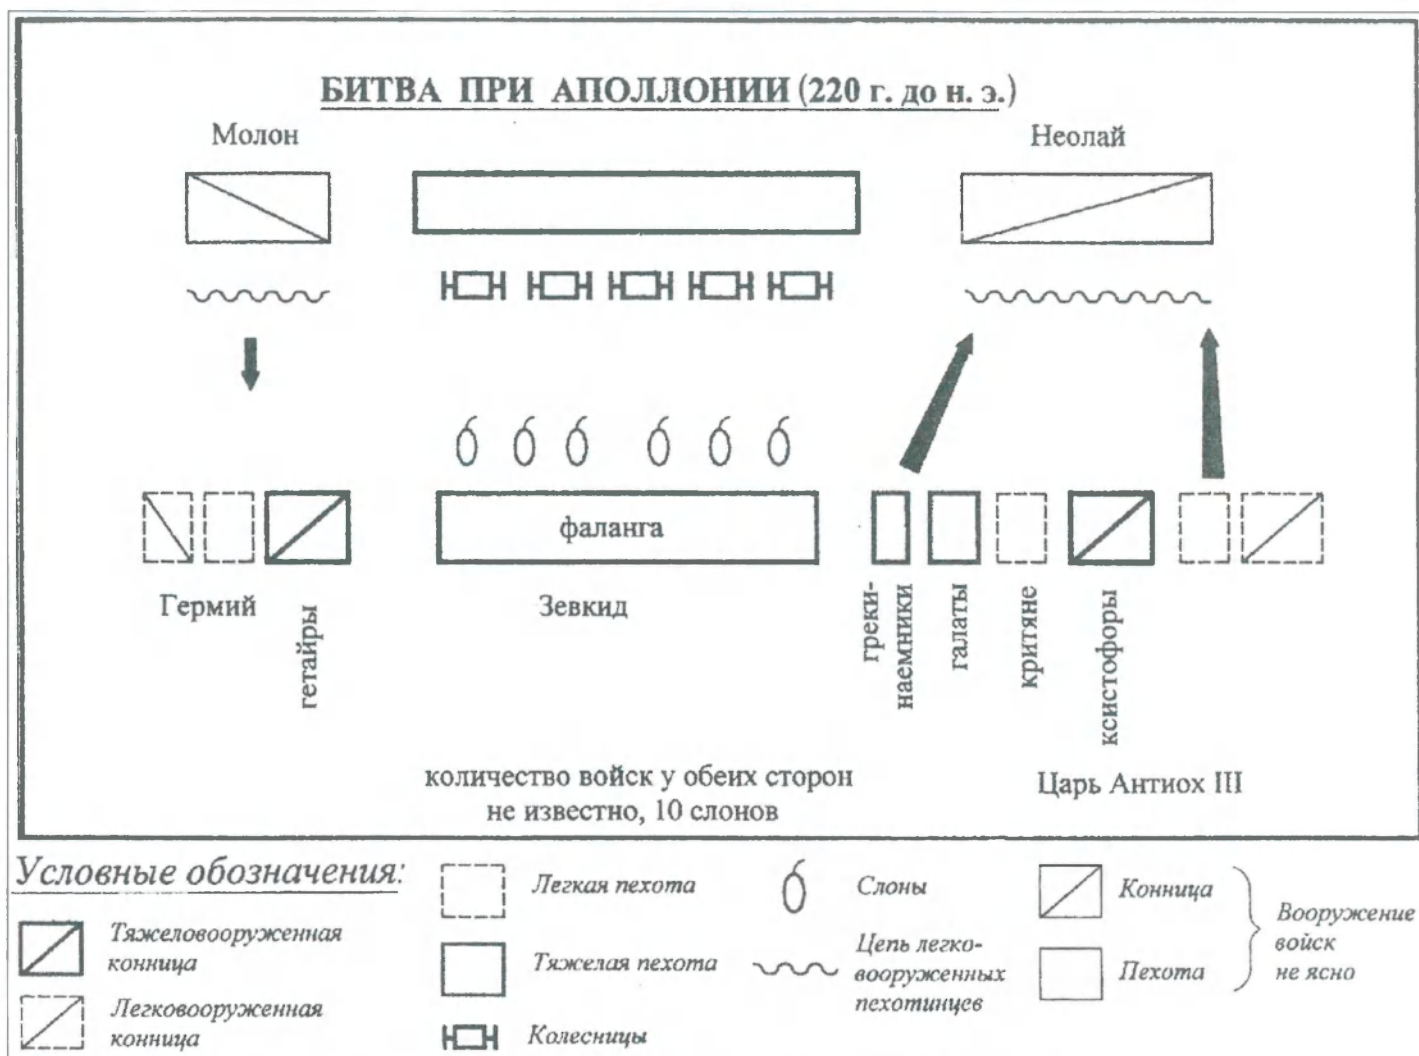 БИТВА ПРИ АПОЛЛОНИИ (220 г. до н. э.)
Молон
Неолай
фаланга
Гермий
гетайры
Зевкид
греки-
наемники
галаты
критяне
ксистофоры
количество войск у обеих сторон
не известно, 10 слонов
Царь Антиох III
Условные обозначения:
Тяжеловооруженная
конница
Легковооруженная
конница
Легкая пехота
Тяжелая пехота
Колесницы
Слоны
Цепь легко-
вооруженных
пехотинцев
Конница
Пехота
Вооружение
войск
не ясно